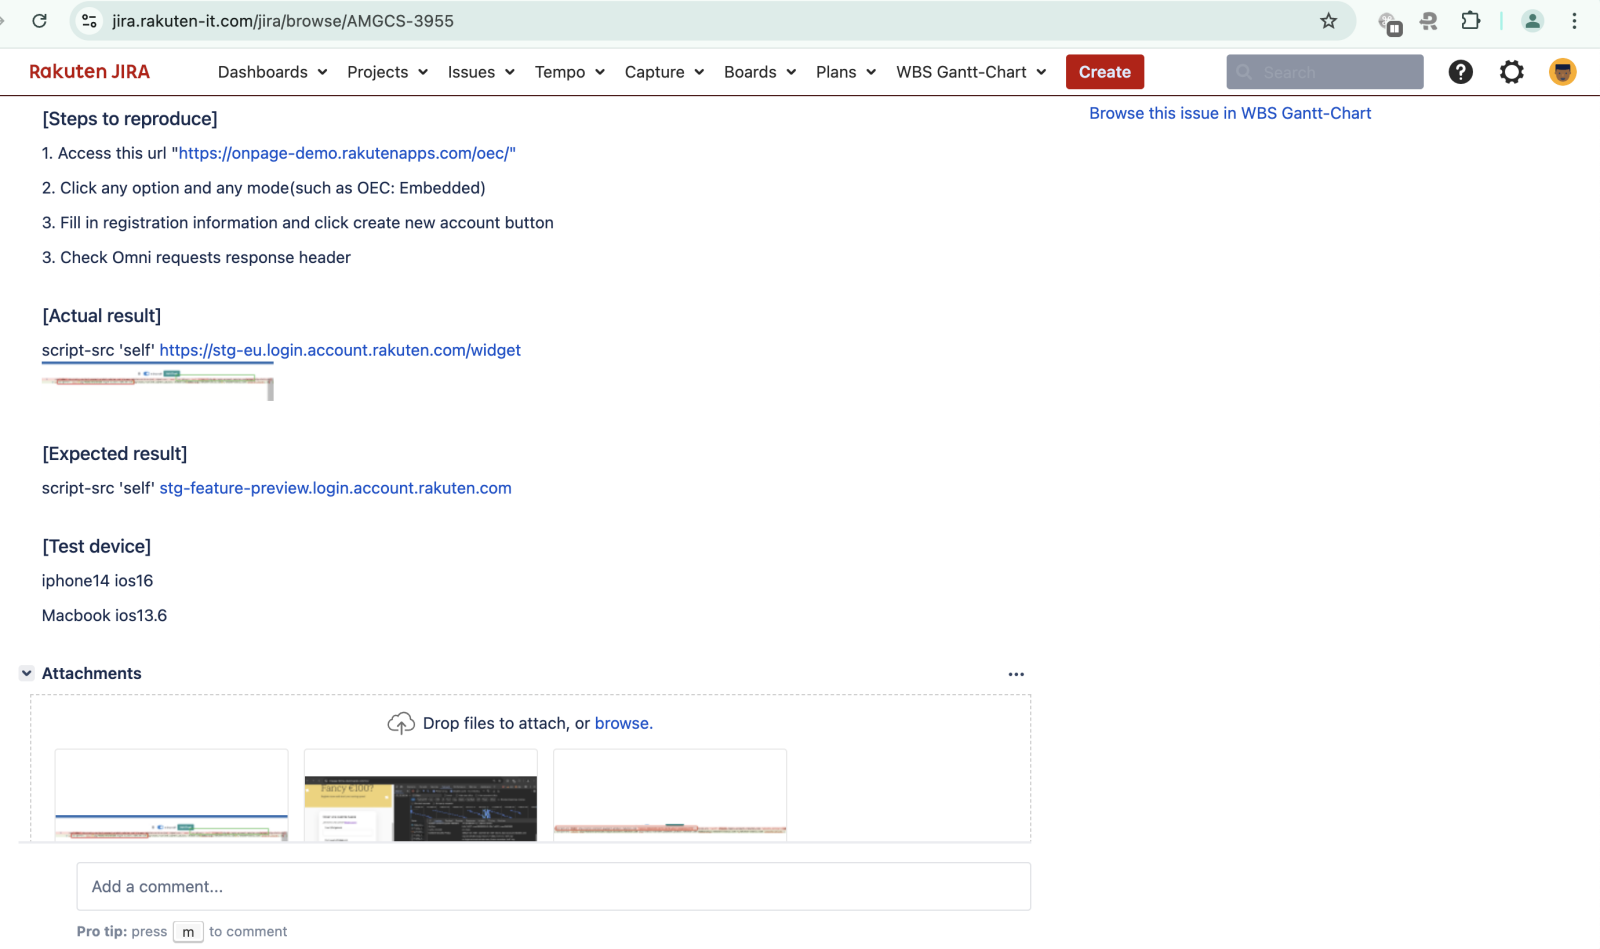 jira.rakuten-it.com/jira/browse/AMGCS-3955
Rakuten JIRA
Dashboards
Projects
Issues
Tempo
Capture
Boards
Plans
WBS Gantt-Chart
Create
Search
Browse this issue in WBS Gantt-Chart
[Steps to reproduce]
1. Access this url "https://onpage-demo.rakutenapps.com/oec/"
2. Click any option and any mode(such as OEC: Embedded)
3. Fill in registration information and click create new account button
3. Check Omni requests response header
[Actual result]
script-src 'self' https://stg-eu.login.account.rakuten.com/widget
[Expected result]
script-src 'self' stg-feature-preview.login.account.rakuten.com
[Test device]
iphone14 ios16
Macbook ios13.6
Attachments
Drop files to attach, or browse.
Fancy €100?
Add a comment...
Pro tip: press m to comment